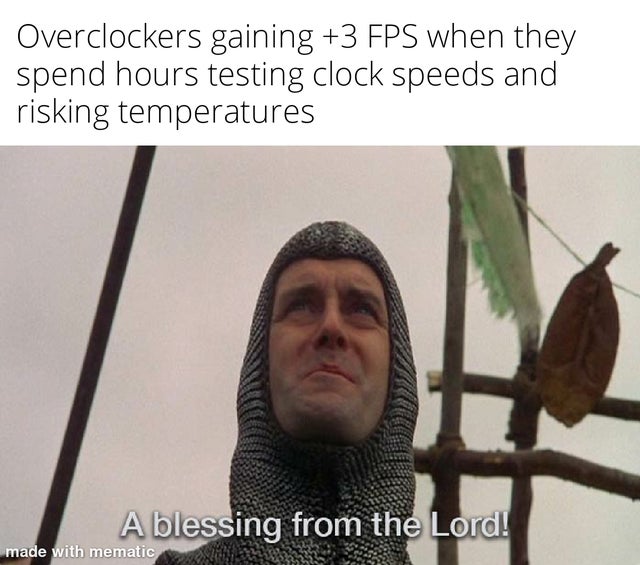 Overclockers gaining +3 FPS when they
spend hours testing clock speeds and
risking temperatures
A blessing from the Lord!
made with mematic